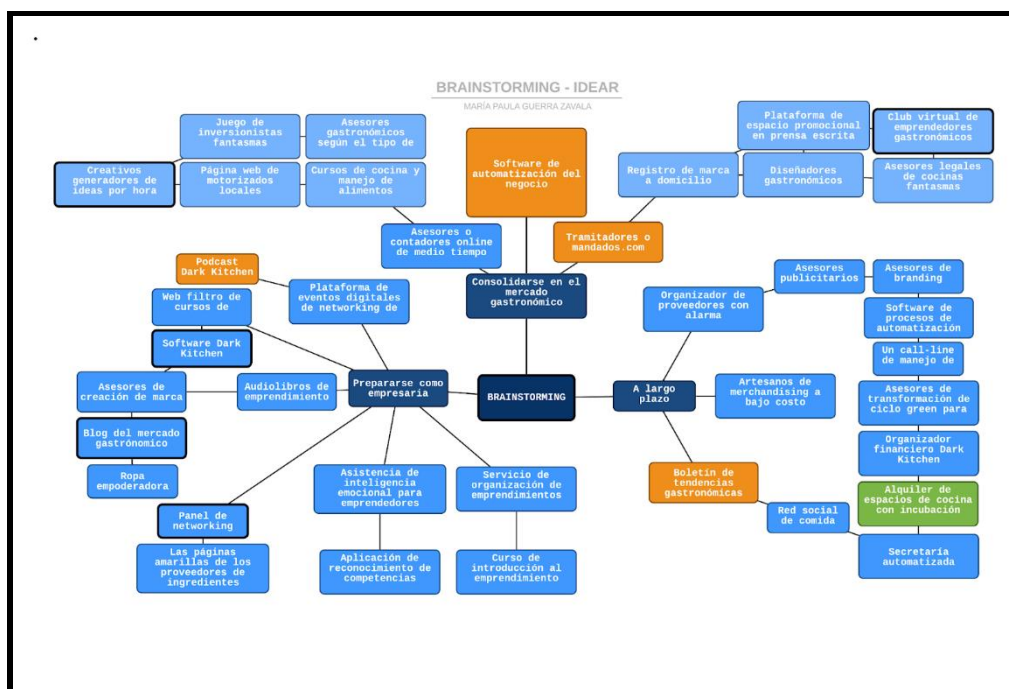 BRAINSTORMING - IDEAR
MARÍA PAULA GUERRA ZAVALA
Juego de
inversionistas
fantasmas
Asesores
gastronómicos
según el tipo de
Creativos
generadores de
ideas por hora
Página web de
motorizados
locales
Cursos de cocina y
manejo de
alimentos
Asesores o
contadores online
de medio tiempo
Software de
automatización del
negocio
Tramitadores o
mandados.com
Plataforma de
espacio promocional
en prensa escrita
Club virtual de
emprendedores
gastronómicos
Registro de marca
a domicilio
Diseñadores
gastronómicos
Asesores legales
de cocinas
fantasmas
Consolidarse en el
mercado
gastronómico
Podcast
Dark Kitchen
Web filtro de
cursos de
Plataforma de
eventos digitales
de networking de
Software Dark
Kitchen
Asesores de
creación de marca
Audiolibros de
emprendimiento
Prepararse como
empresaria
BRAINSTORMING
Blog del mercado
gastrónomico
Ropa
empoderadora
Panel de
networking
Las páginas
amarillas de los
proveedores de
ingredientes
Asistencia de
inteligencia
emocional para
emprendedores
Aplicación de
reconocimiento de
competencias
Servicio de
organización de
emprendimientos
Curso de
introducción al
emprendimiento
A largo
plazo
Organizador de
proveedores con
alarma
Asesores
publicitarios
Asesores de
branding
Software de
procesos de
automatización
Un call-line
de manejo de
Artesanos de
merchandising a
bajo costo
Asesores de
transformación de
ciclo green para
Organizador
financiero Dark
Kitchen
Boletín de
tendencias
gastronómicas
Alquiler de
espacios de cocina
con incubación
Red social
de comida
Secretaría
automatizada